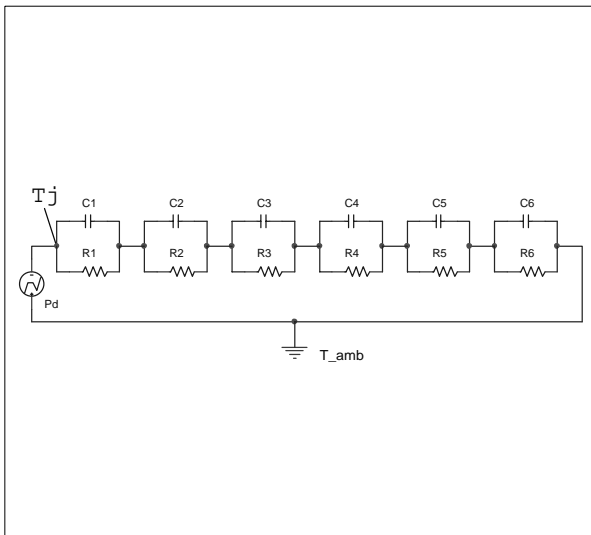 Tj
C1 C2 C3 C4 C5 C6
R1 R2 R3 R4 R5 R6
Pd
T_amb